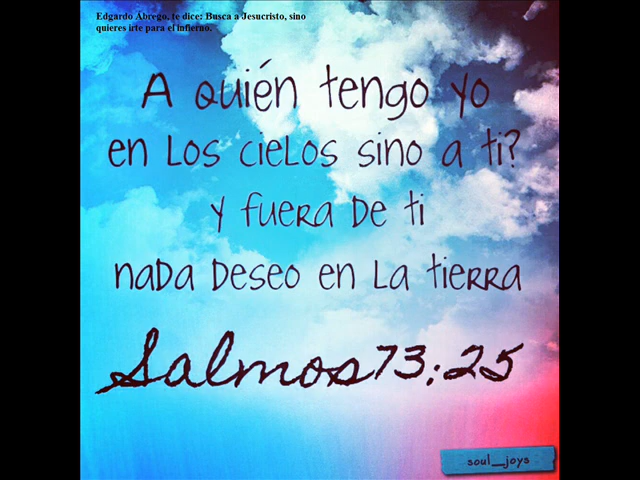 Edgardo Abrego, te dice: Busca a Jesucristo, sino
quieres irte para el infierno.
A quién tengo yo
en los cielos sino a ti?
y fuera de ti
nada deseo en la tierra
Salmos 73:25
soul_joys